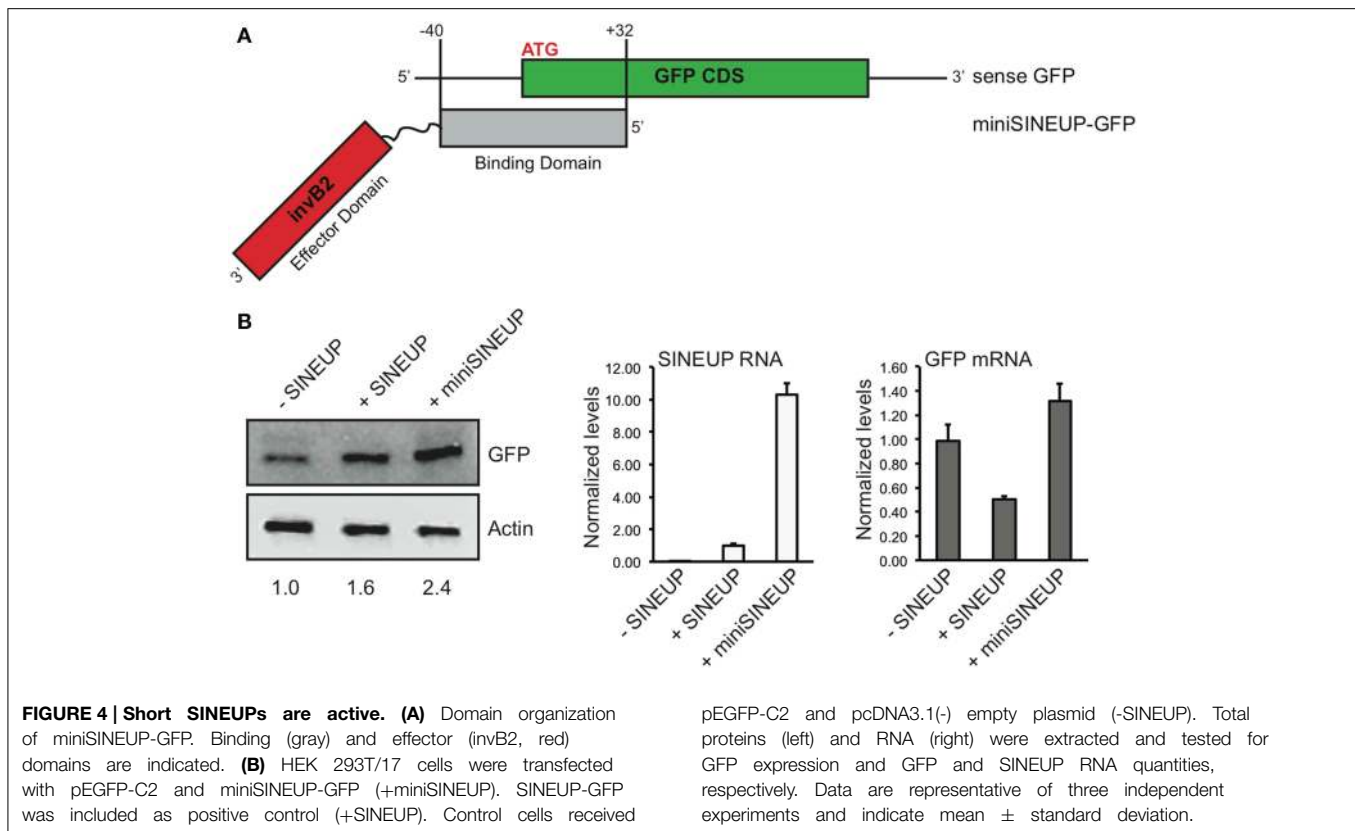 A
-40
+32
ATG
5'
GFP CDS
3' sense GFP
miniSINEUP-GFP
5'
Binding Domain
invB2
Effector Domain
3'
B
- SINEUP
+ SINEUP
+ miniSINEUP
GFP
Actin
1.0 1.6 2.4
SINEUP RNA
Normalized levels
12.00
10.00
8.00
6.00
4.00
2.00
0.00
- SINEUP
+ SINEUP
+ miniSINEUP
GFP mRNA
Normalized levels
1.60
1.40
1.20
1.00
0.80
0.60
0.40
0.20
0.00
- SINEUP
+ SINEUP
+ miniSINEUP
FIGURE 4 | Short SINEUPs are active. (A) Domain organization
of miniSINEUP-GFP. Binding (gray) and effector (invB2, red)
domains are indicated. (B) HEK 293T/17 cells were transfected
with pEGFP-C2 and miniSINEUP-GFP (+miniSINEUP). SINEUP-GFP
was included as positive control (+SINEUP). Control cells received
pEGFP-C2 and pcDNA3.1(-) empty plasmid (-SINEUP). Total
proteins (left) and RNA (right) were extracted and tested for
GFP expression and GFP and SINEUP RNA quantities,
respectively. Data are representative of three independent
experiments and indicate mean ± standard deviation.